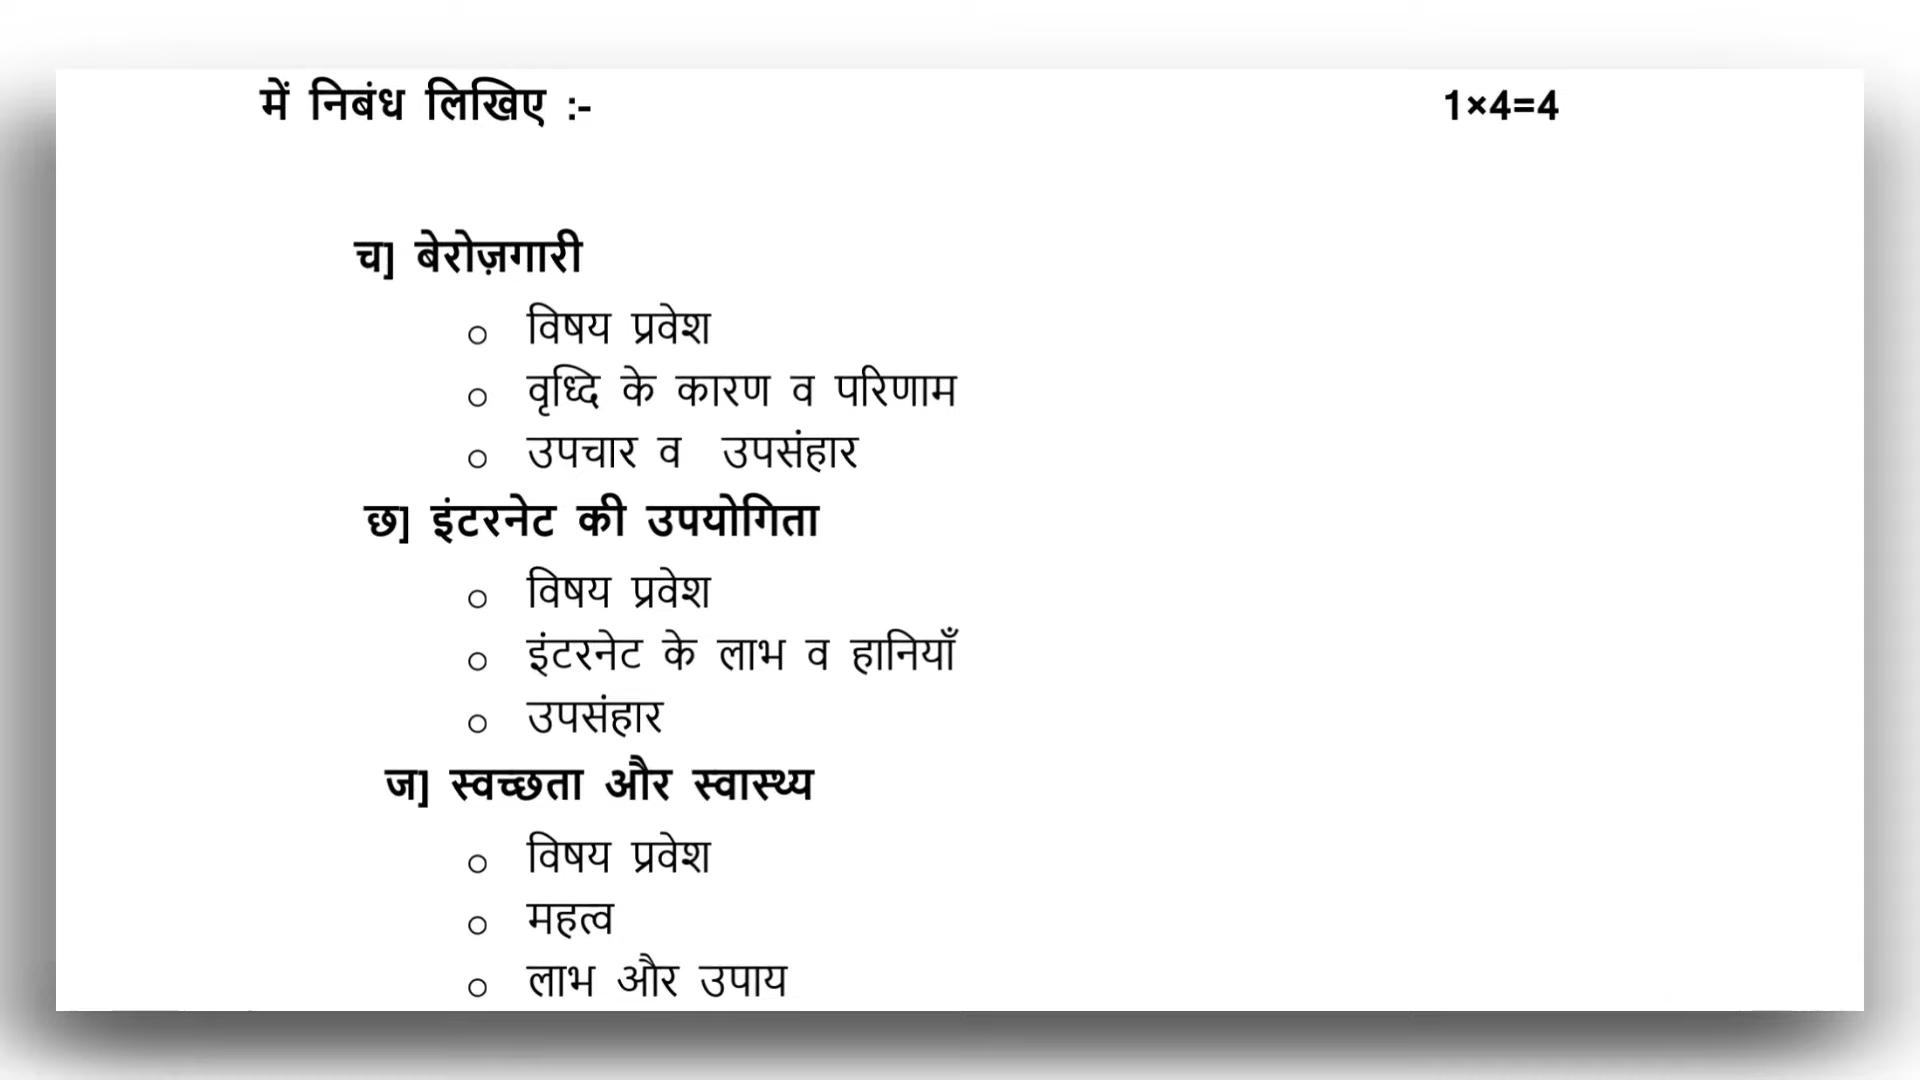 में निबंध लिखिए :- 1×4=4
च] बेरोज़गारी
o विषय प्रवेश
o वृध्दि के कारण व परिणाम
o उपचार व उपसंहार
छ] इंटरनेट की उपयोगिता
o विषय प्रवेश
o इंटरनेट के लाभ व हानियाँ
o उपसंहार
ज] स्वच्छता और स्वास्थ्य
o विषय प्रवेश
o महत्व
o लाभ और उपाय